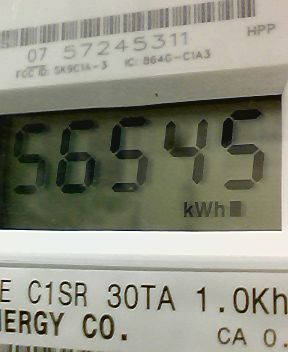 07 57245311
HPP
FCC ID: SK9C1A-3 IC: 864G-C1A3
56545
kWh
E C1SR 30TA 1.0Kh
NERGY CO.
CA 0.